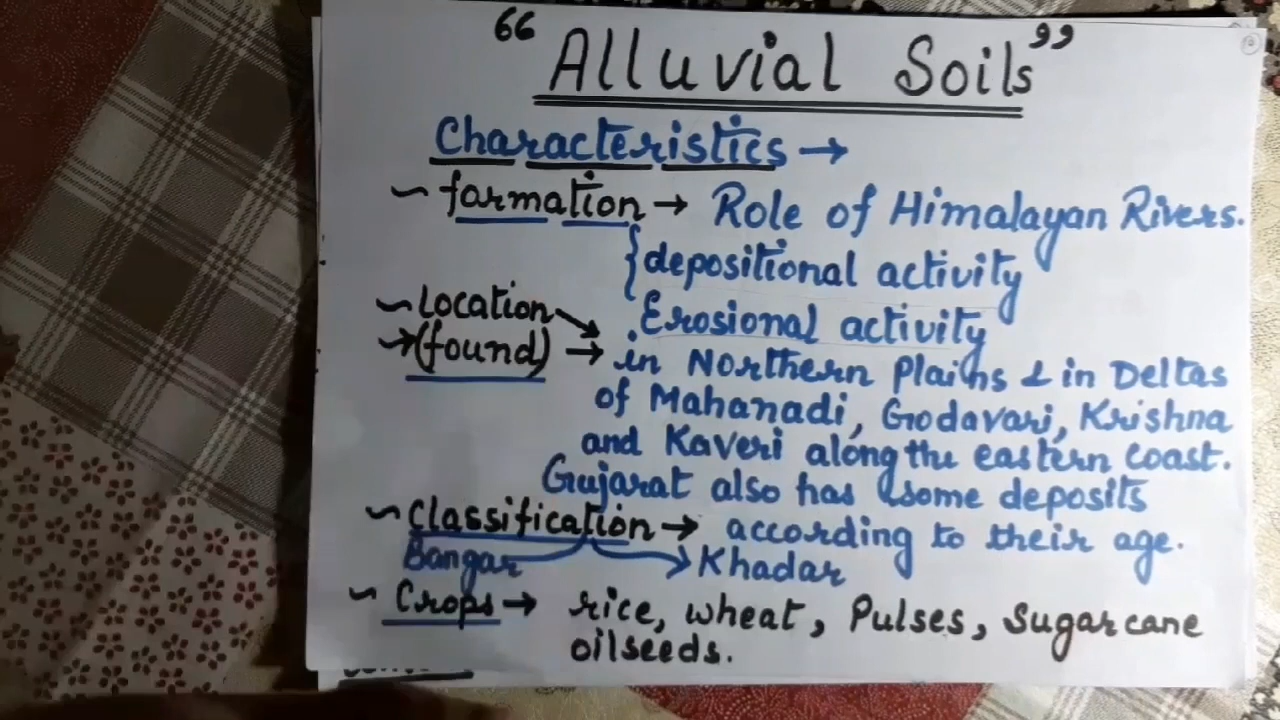 “Alluvial Soils”
Characteristics →
~ formation → Role of Himalayan Rivers.
{depositional activity
Erosional activity
~ Location
→(found) → in Northern Plains & in Deltas
of Mahanadi, Godavari, Krishna
and Kaveri along the eastern coast.
Gujarat also has some deposits
~ Classification → according to their age.
Bangar Khadar
~ Crops → rice, wheat, Pulses, Sugarcane
oilseeds.